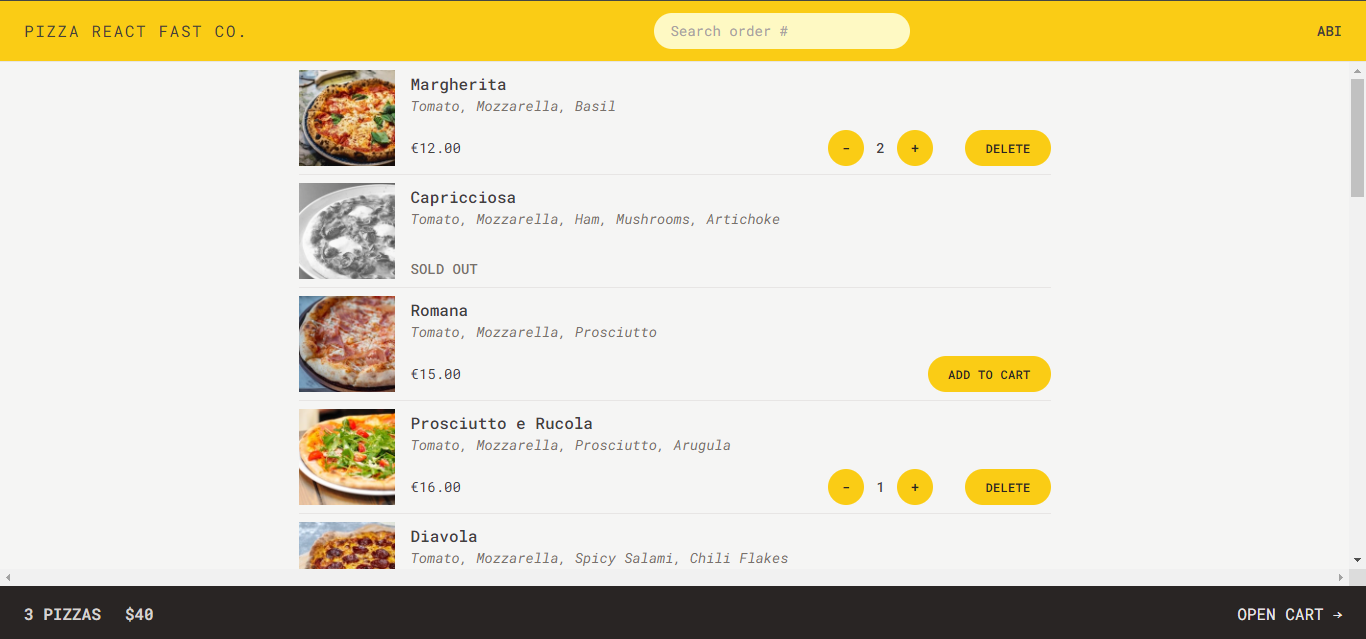 PIZZA REACT FAST CO.
Search order #
ABI
Margherita
Tomato, Mozzarella, Basil
€12.00
- 2 + DELETE
Capricciosa
Tomato, Mozzarella, Ham, Mushrooms, Artichoke
SOLD OUT
Romana
Tomato, Mozzarella, Prosciutto
€15.00
ADD TO CART
Prosciutto e Rucola
Tomato, Mozzarella, Prosciutto, Arugula
€16.00
- 1 + DELETE
Diavola
Tomato, Mozzarella, Spicy Salami, Chili Flakes
3 PIZZAS $40
OPEN CART →